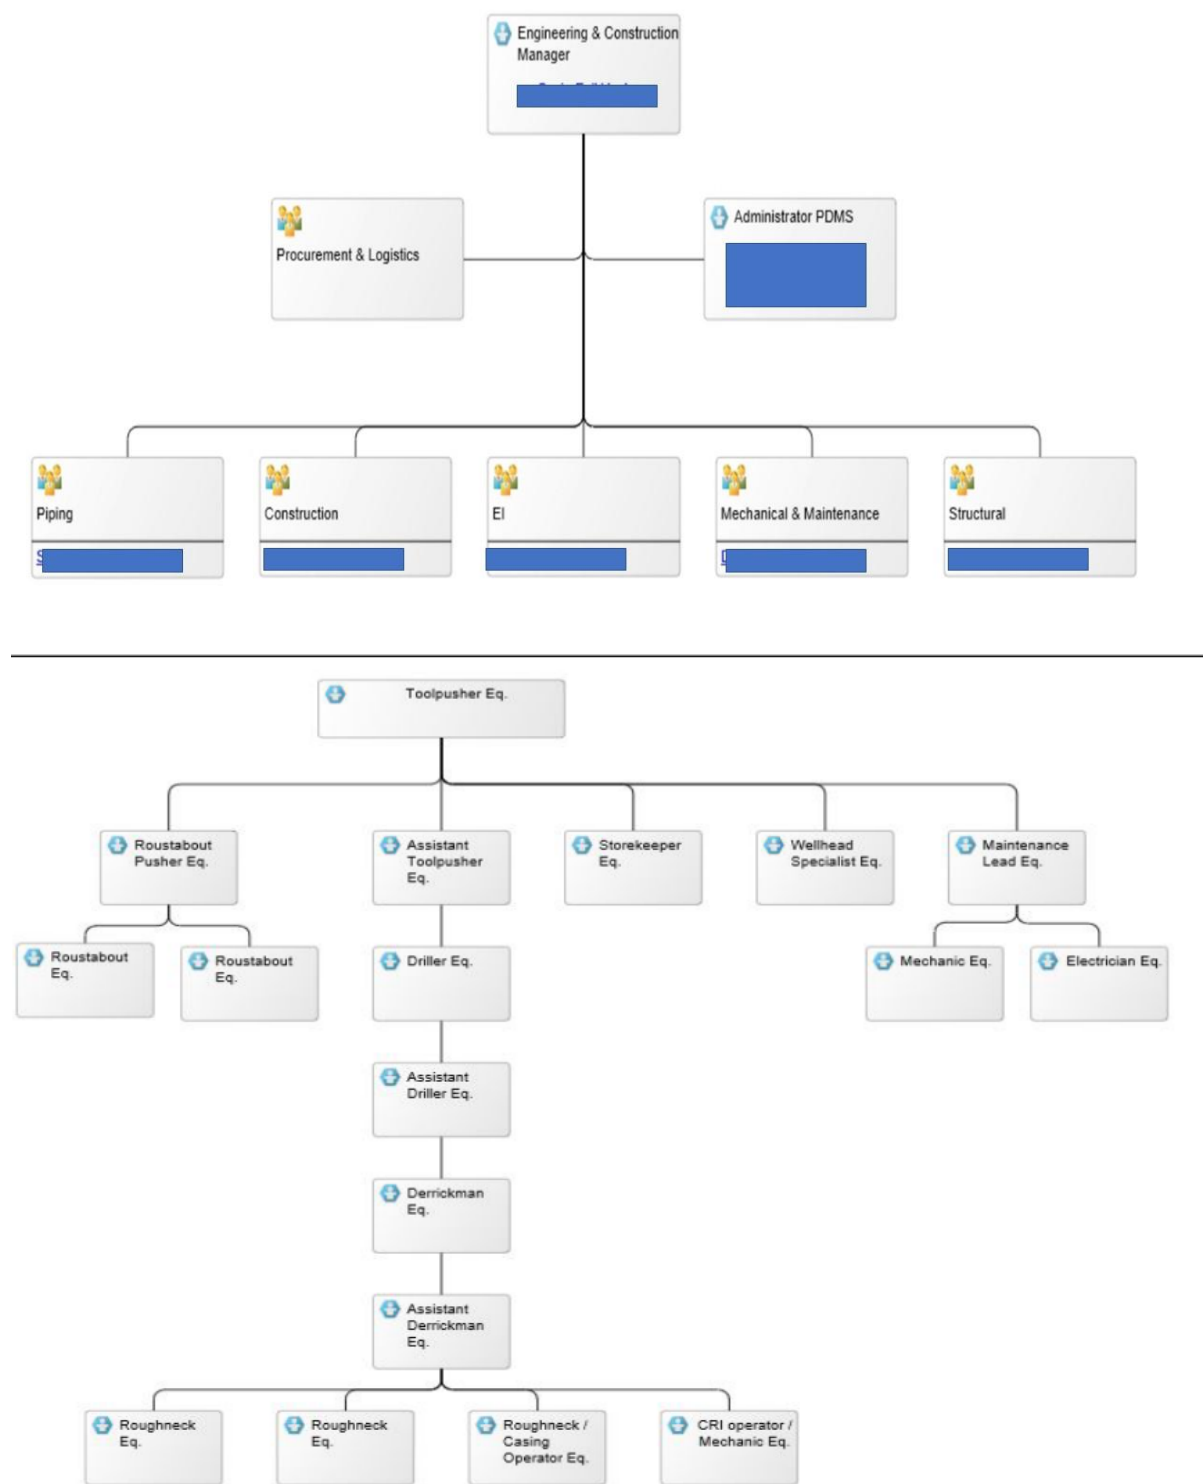 Engineering & Construction
Manager
Procurement & Logistics
Administrator PDMS
Piping
Construction
EI
Mechanical & Maintenance
Structural
Toolpusher Eq.
Roustabout
Pusher Eq.
Assistant
Toolpusher
Eq.
Storekeeper
Eq.
Wellhead
Specialist Eq.
Maintenance
Lead Eq.
Roustabout
Eq.
Roustabout
Eq.
Driller Eq.
Mechanic Eq.
Electrician Eq.
Assistant
Driller Eq.
Derrickman
Eq.
Assistant
Derrickman
Eq.
Roughneck
Eq.
Roughneck
Eq.
Roughneck /
Casing
Operator Eq.
CRI operator /
Mechanic Eq.